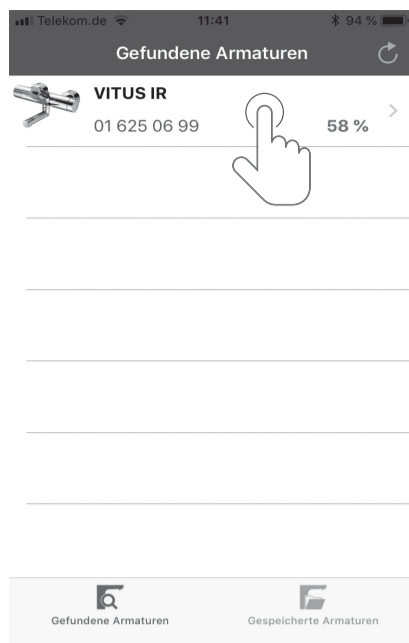 Telekom.de 11:41 94 %
Gefundene Armaturen
VITUS IR
01 625 06 99 58 %
Gefundene Armaturen Gespeicherte Armaturen